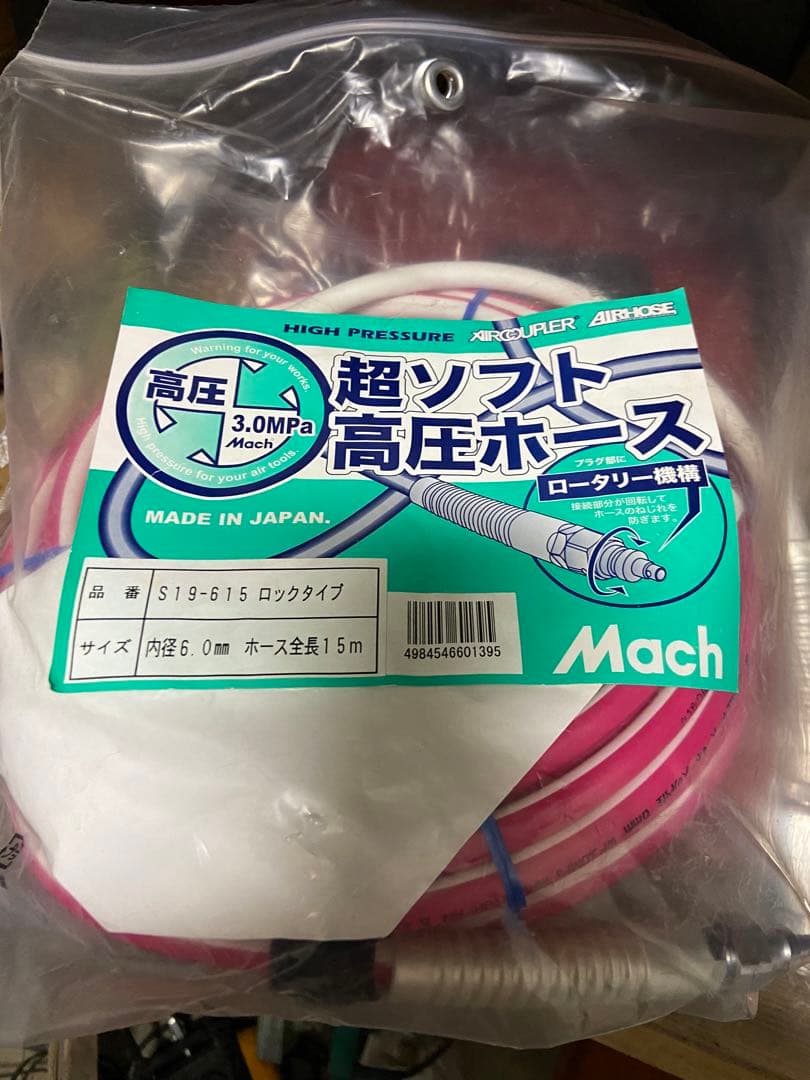 HIGH PRESSURE AIRCOUPLER® AIRHOSE
Warning for your works.
高圧
3.0MPa
Mach
High pressure for your air tools.
超ソフト
高圧ホース
プラグ部に
ロータリー機構
接続部分が回転して
ホースのねじれを
防ぎます。
MADE IN JAPAN.
品 番 S19-615 ロックタイプ
サイズ 内径6.0㎜ ホース全長15m
4984546601395
Mach